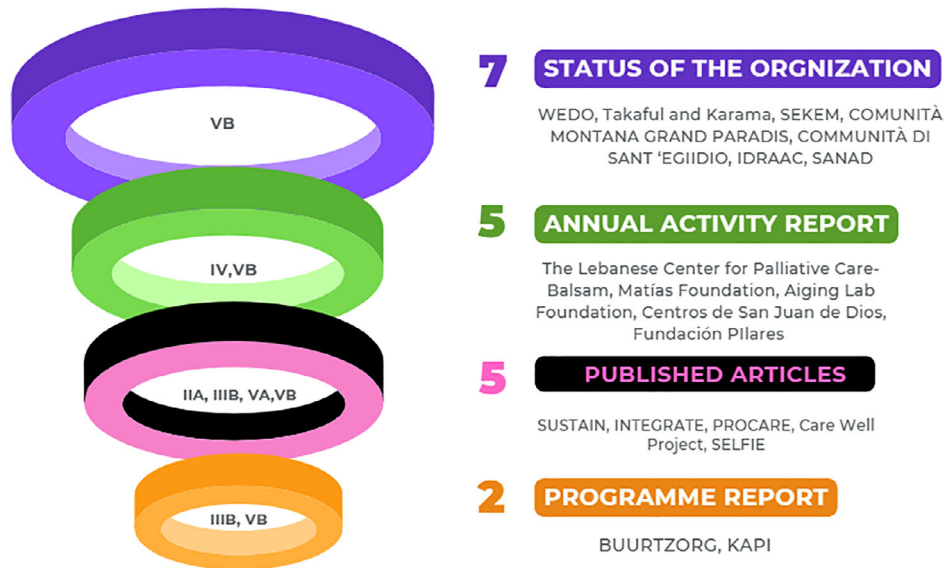 VB
7 STATUS OF THE ORGNIZATION
WEDO, Takaful and Karama, SEKEM, COMUNITÀ
MONTANA GRAND PARADIS, COMMUNITÀ DI
SANT ‘EGIIDIO, IDRAAC, SANAD
IV,VB
5 ANNUAL ACTIVITY REPORT
The Lebanese Center for Palliative Care-
Balsam, Matías Foundation, Aiging Lab
Foundation, Centros de San Juan de Dios,
Fundación PIlares
IIA, IIIB, VA,VB
5 PUBLISHED ARTICLES
SUSTAIN, INTEGRATE, PROCARE, Care Well
Project, SELFIE
IIIB, VB
2 PROGRAMME REPORT
BUURTZORG, KAPI